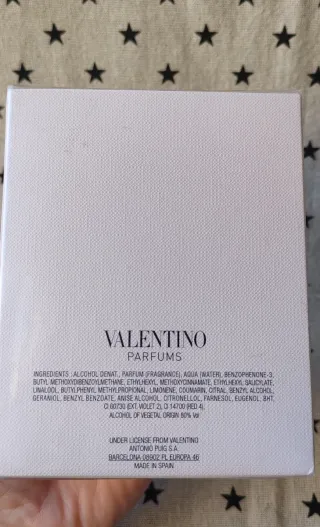 VALENTINO
PARFUMS
INGREDIENTS : ALCOHOL DENAT., PARFUM (FRAGRANCE), AQUA (WATER), BENZOPHENONE-3,
BUTYL METHOXYDIBENZOYLMETHANE, ETHYLHEXYL METHOXYCINNAMATE, ETHYLHEXYL SALICYLATE,
LINALOOL, BUTYLPHENYL METHYLPROPIONAL, LIMONENE, COUMARIN, CITRAL, BENZYL ALCOHOL,
GERANIOL, BENZYL BENZOATE, ANISE ALCOHOL, CITRONELLOL, FARNESOL, EUGENOL, BHT,
CI 60730 (EXT. VIOLET 2), CI 14700 (RED 4).
ALCOHOL OF VEGETAL ORIGIN 80% Vol
UNDER LICENSE FROM VALENTINO
ANTONIO PUIG S.A.
BARCELONA 08902 PL EUROPA 46
MADE IN SPAIN